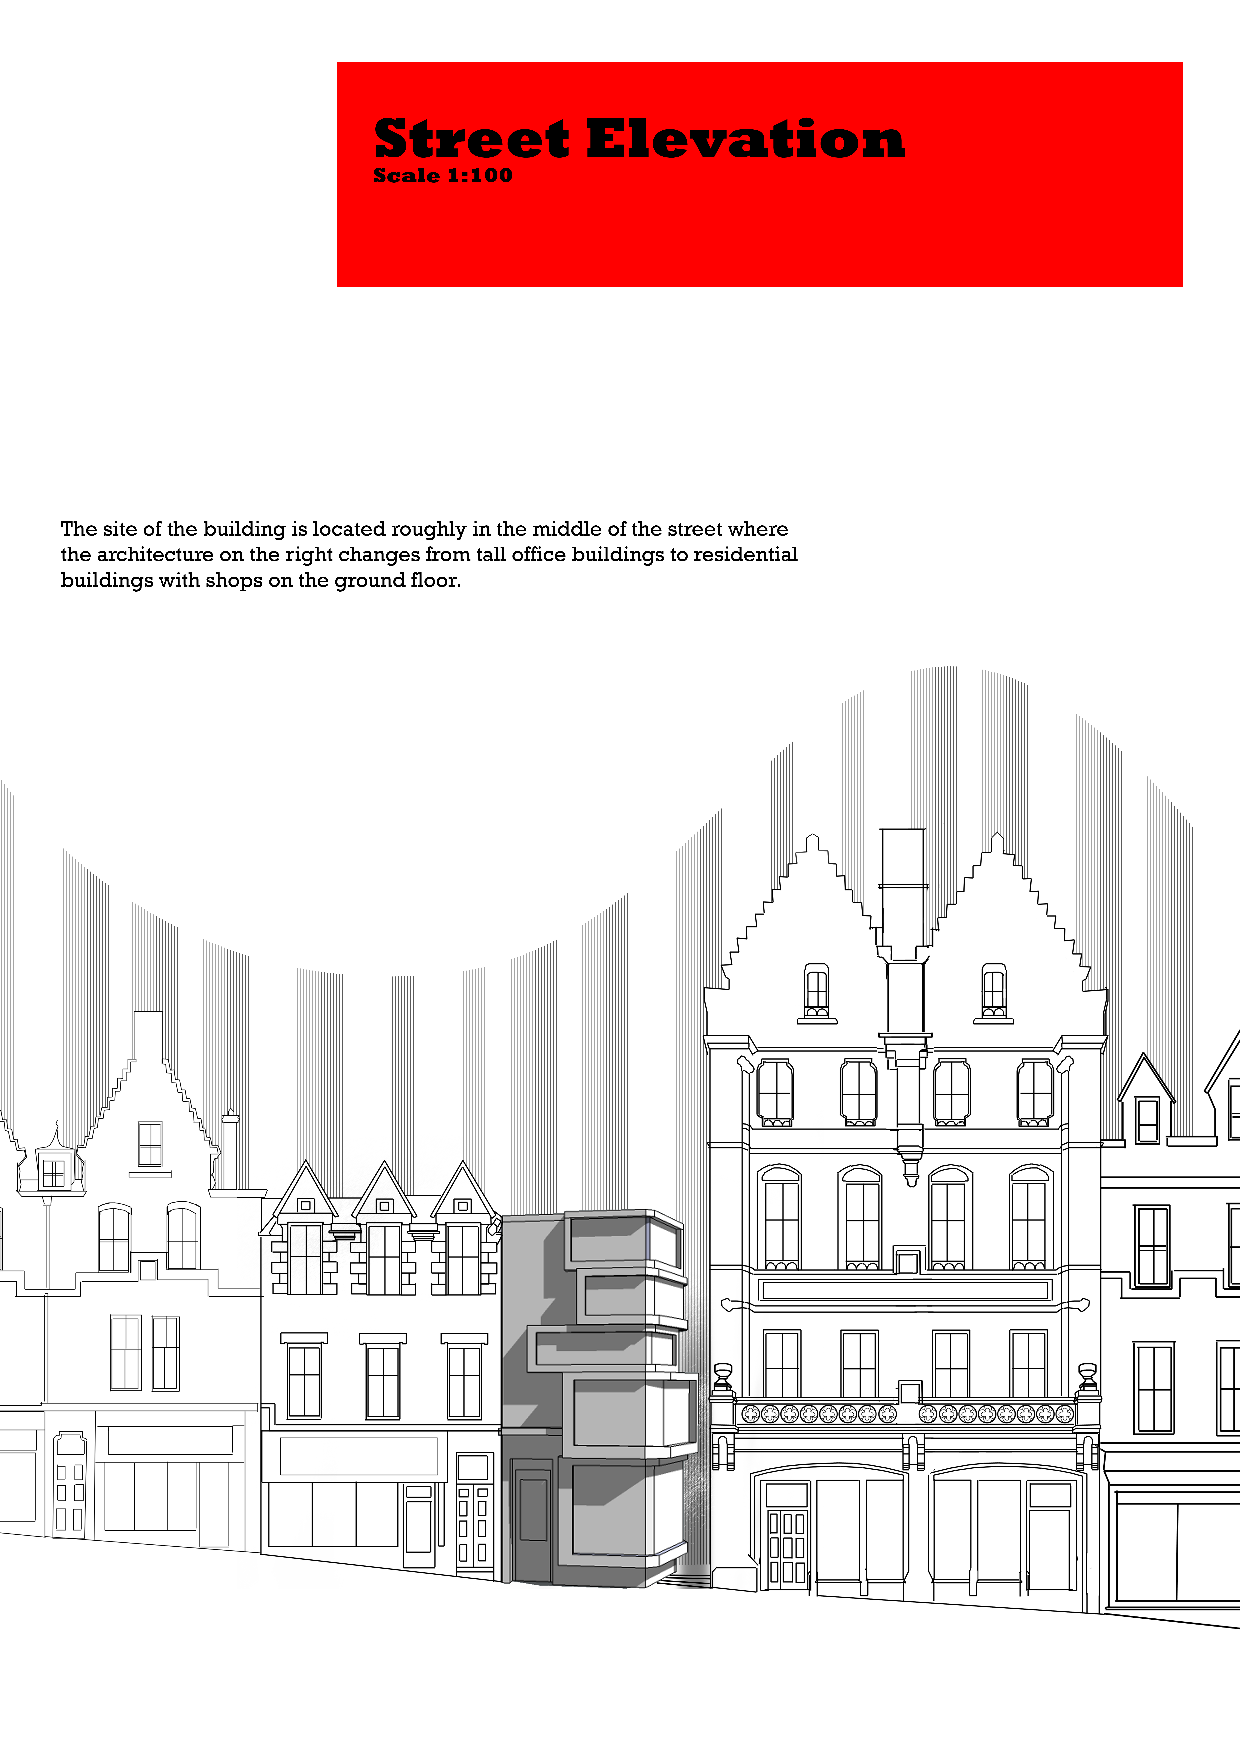 Street Elevation
Scale 1:100
The site of the building is located roughly in the middle of the street where
the architecture on the right changes from tall office buildings to residential
buildings with shops on the ground floor.